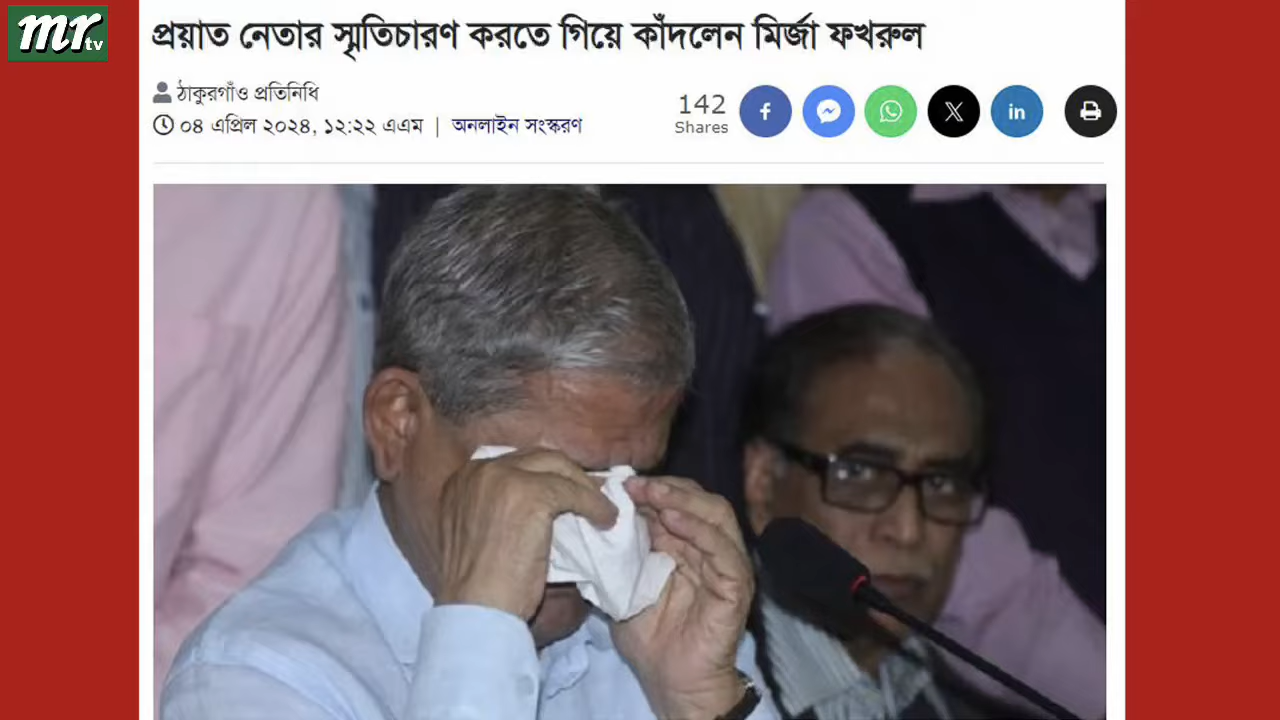 mr tv
প্রয়াত নেতার স্মৃতিচারণ করতে গিয়ে কাঁদলেন মির্জা ফখরুল
ঠাকুরগাঁও প্রতিনিধি
০৪ এপ্রিল ২০২৪, ১২:২২ এএম | অনলাইন সংস্করণ
142
Shares